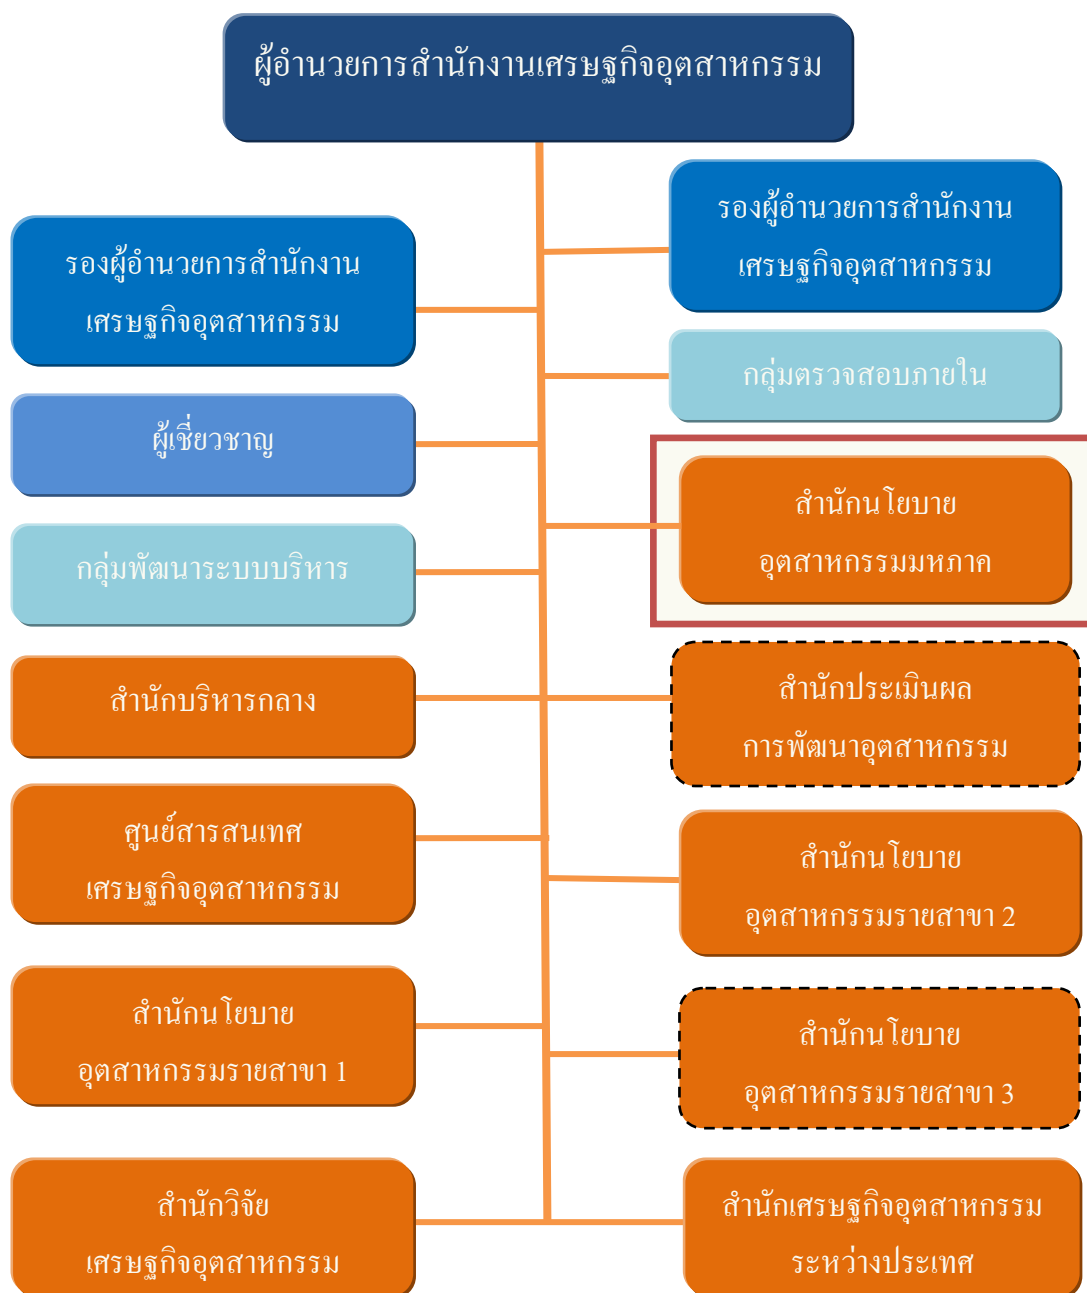 ผู้อำนวยการสำนักงานเศรษฐกิจอุตสาหกรรม
รองผู้อำนวยการสำนักงาน
เศรษฐกิจอุตสาหกรรม
รองผู้อำนวยการสำนักงาน
เศรษฐกิจอุตสาหกรรม
กลุ่มตรวจสอบภายใน
ผู้เชี่ยวชาญ
สำนักนโยบาย
อุตสาหกรรมมหภาค
กลุ่มพัฒนาระบบบริหาร
สำนักบริหารกลาง
สำนักประเมินผล
การพัฒนาอุตสาหกรรม
ศูนย์สารสนเทศ
เศรษฐกิจอุตสาหกรรม
สำนักนโยบาย
อุตสาหกรรมรายสาขา 2
สำนักนโยบาย
อุตสาหกรรมรายสาขา 1
สำนักนโยบาย
อุตสาหกรรมรายสาขา 3
สำนักวิจัย
เศรษฐกิจอุตสาหกรรม
สำนักเศรษฐกิจอุตสาหกรรม
ระหว่างประเทศ